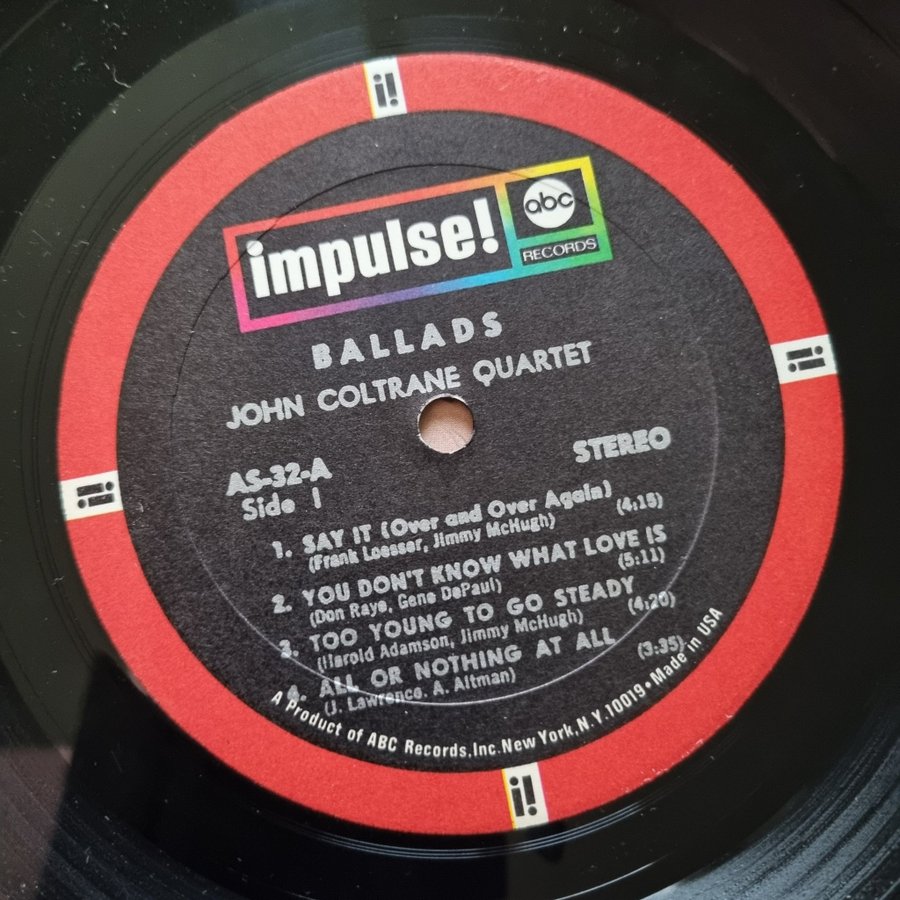 impulse!
abc
RECORDS
BALLADS
JOHN COLTRANE QUARTET
AS-32-A
STEREO
Side 1
1. SAY IT (Over and Over Again)
(Frank Loesser, Jimmy McHugh) (4:15)
2. YOU DON'T KNOW WHAT LOVE IS
(Don Raye, Gene DePaul) (5:11)
3. TOO YOUNG TO GO STEADY
(Harold Adamson, Jimmy McHugh) (4:20)
4. ALL OR NOTHING AT ALL
(J. Lawrence, A. Altman) (3:35)
A Product of ABC Records, Inc. New York, N.Y. 10019 • Made in USA
i!
i!
i!
i!